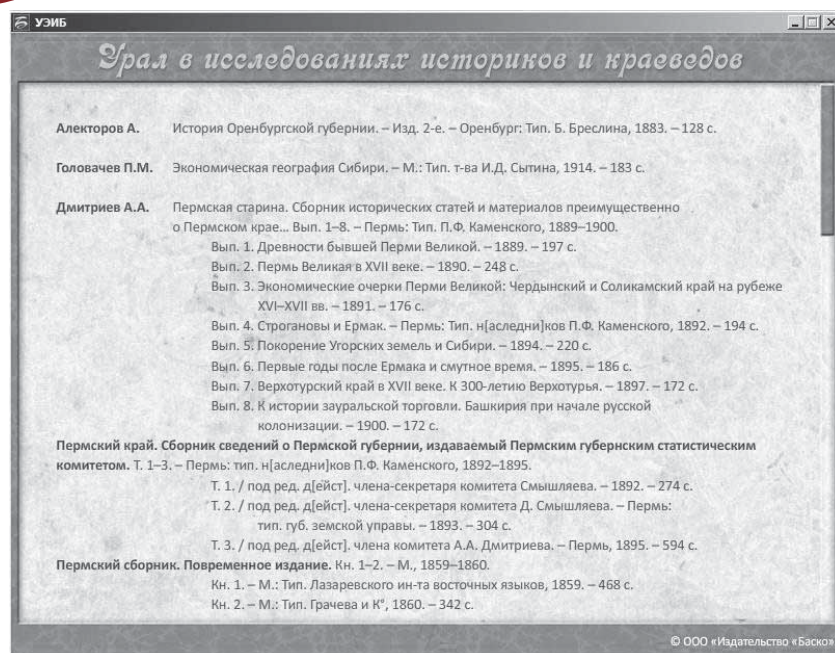 УЭИБ
Урал в исследованиях историков и краеведов
Алекторов А. История Оренбургской губернии. – Изд. 2-е. – Оренбург: Тип. Б. Бреслина, 1883. – 128 с.
Головачев П.М. Экономическая география Сибири. – М.: Тип. т-ва И.Д. Сытина, 1914. – 183 с.
Дмитриев А.А. Пермская старина. Сборник исторических статей и материалов преимущественно
о Пермском крае... Вып. 1–8. – Пермь: Тип. П.Ф. Каменского, 1889–1900.
Вып. 1. Древности бывшей Перми Великой. – 1889. – 197 с.
Вып. 2. Пермь Великая в XVII веке. – 1890. – 248 с.
Вып. 3. Экономические очерки Перми Великой: Чердынский и Соликамский край на рубеже
XVI–XVII вв. – 1891. – 176 с.
Вып. 4. Строгановы и Ермак. – Пермь: Тип. н[аследни]ков П.Ф. Каменского, 1892. – 194 с.
Вып. 5. Покорение Угорских земель и Сибири. – 1894. – 220 с.
Вып. 6. Первые годы после Ермака и смутное время. – 1895. – 186 с.
Вып. 7. Верхотурский край в XVII веке. К 300-летию Верхотурья. – 1897. – 172 с.
Вып. 8. К истории зауральской торговли. Башкирия при начале русской
колонизации. – 1900. – 172 с.
Пермский край. Сборник сведений о Пермской губернии, издаваемый Пермским губернским статистическим
комитетом. Т. 1–3. – Пермь: тип. н[аследни]ков П.Ф. Каменского, 1892–1895.
Т. 1. / под ред. д[ейст]. члена-секретаря комитета Смышляева. – 1892. – 274 с.
Т. 2. / под ред. д[ейст]. члена-секретаря комитета Д. Смышляева. – Пермь:
тип. губ. земской управы. – 1893. – 304 с.
Т. 3. / под ред. д[ейст]. члена комитета А.А. Дмитриева. – Пермь, 1895. – 594 с.
Пермский сборник. Повременное издание. Кн. 1–2. – М., 1859–1860.
Кн. 1. – М.: Тип. Лазаревского ин-та восточных языков, 1859. – 468 с.
Кн. 2. – М.: Тип. Грачева и К°, 1860. – 342 с.
© ООО «Издательство «Баско»